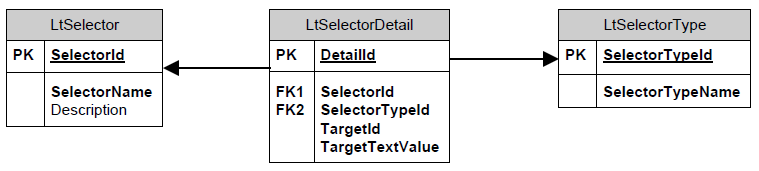 LtSelector
PK SelectorId
SelectorName
Description
LtSelectorDetail
PK DetailId
FK1 SelectorId
FK2 SelectorTypeId
TargetId
TargetTextValue
LtSelectorType
PK SelectorTypeId
SelectorTypeName